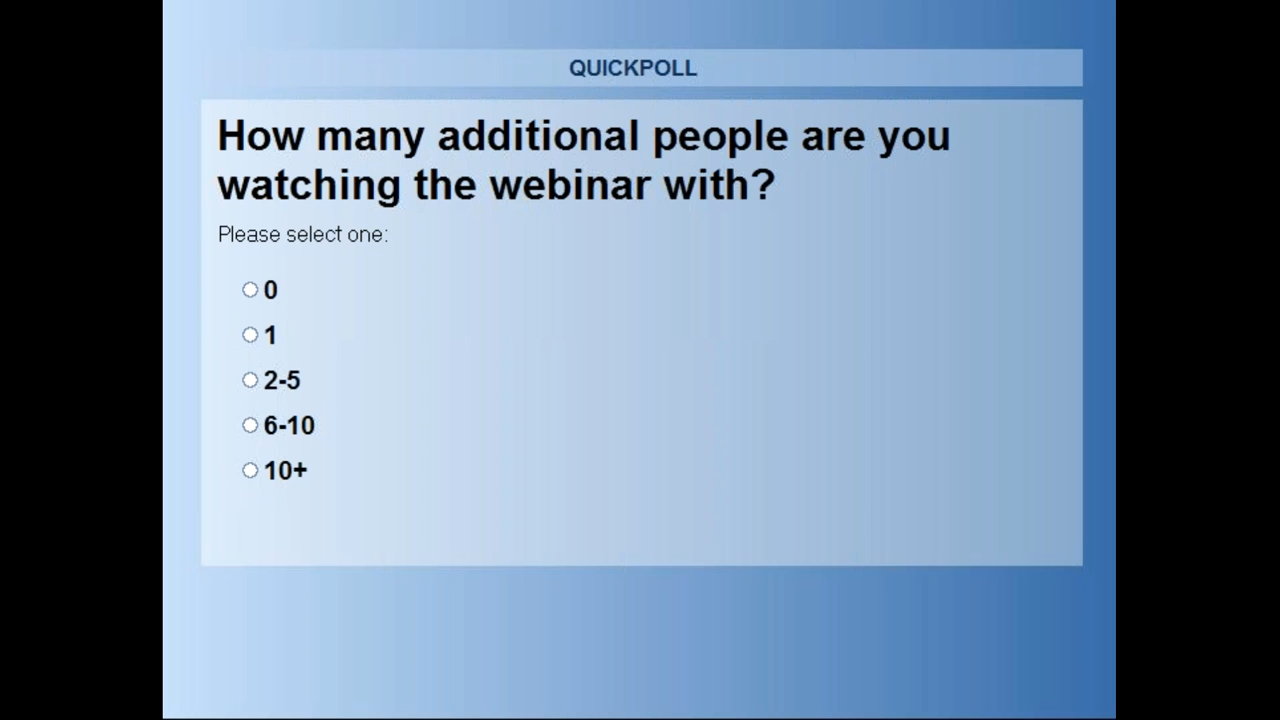 QUICKPOLL
How many additional people are you
watching the webinar with?
Please select one:
0
1
2-5
6-10
10+